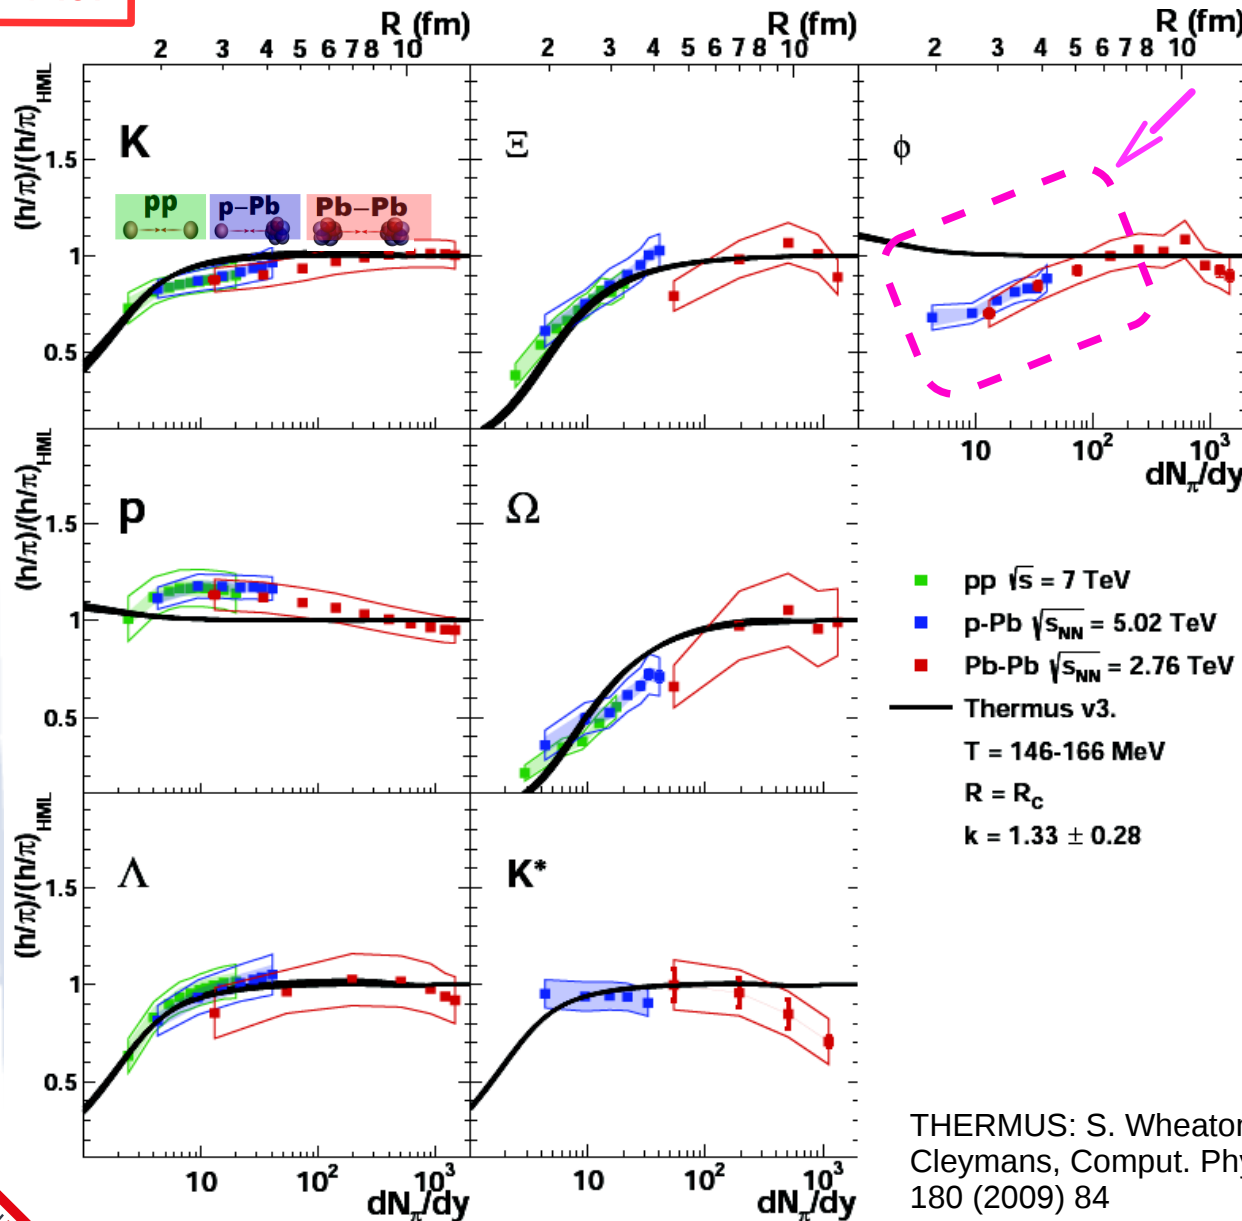 R (fm)
2 3 4 5 6 7 8 10
(h/π)/(h/π)HML
K
pp
p–Pb
Pb–Pb
1.5
1
0.5
R (fm)
2 3 4 5 6 7 8 10
Ξ
R (fm)
2 3 4 5 6 7 8 10
ϕ
10 10² 10³
dNπ/dy
(h/π)/(h/π)HML
p
1.5
1
0.5
Ω
pp √s = 7 TeV
p-Pb √sNN = 5.02 TeV
Pb-Pb √sNN = 2.76 TeV
Thermus v3.
T = 146-166 MeV
R = RC
k = 1.33 ± 0.28
(h/π)/(h/π)HML
Λ
1.5
1
0.5
10 10² 10³
dNπ/dy
K*
10 10² 10³
dNπ/dy
THERMUS: S. Wheaton
Cleymans, Comput. Phy
180 (2009) 84